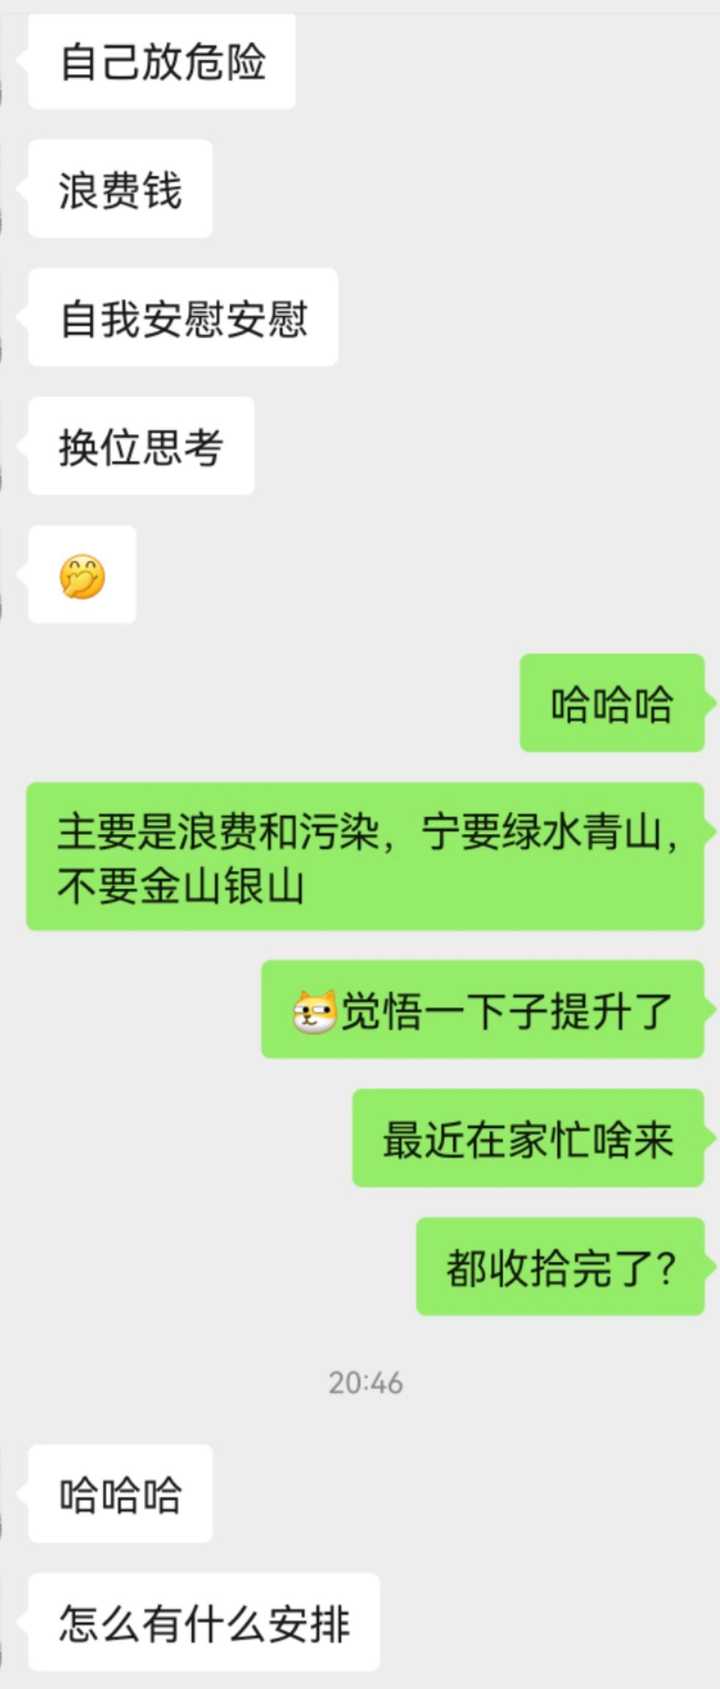 自己放危险
浪费钱
自我安慰安慰
换位思考
哈哈哈
主要是浪费和污染，宁要绿水青山，
不要金山银山
觉悟一下子提升了
最近在家忙啥来
都收拾完了？
20:46
哈哈哈
怎么有什么安排